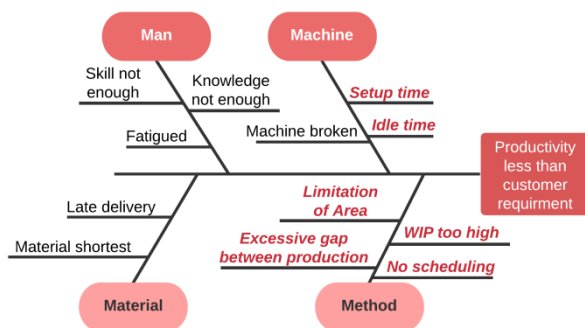 Man
Machine
Skill not
enough
Knowledge
not enough
Fatigued
Setup time
Idle time
Machine broken
Productivity
less than
customer
requirment
Late delivery
Material shortest
Limitation
of Area
Excessive gap
between production
WIP too high
No scheduling
Material
Method